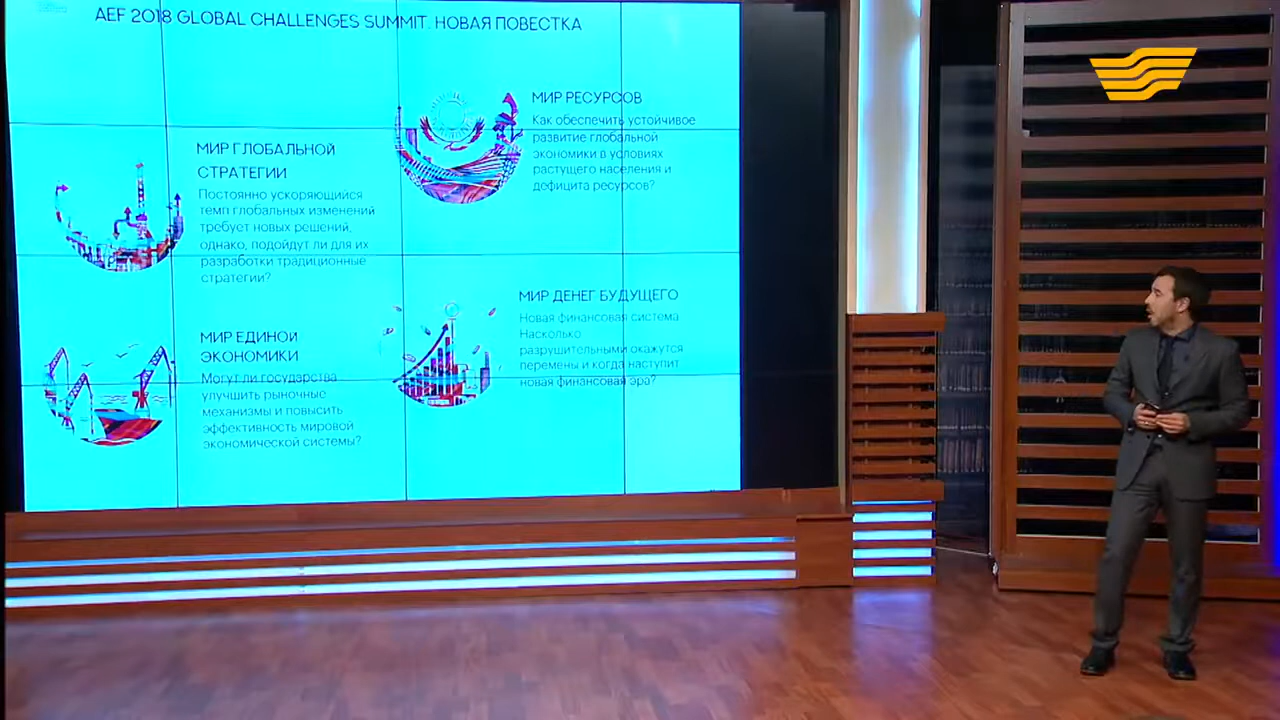 AEF 2018 GLOBAL CHALLENGES SUMMIT. НОВАЯ ПОВЕСТКА
МИР ГЛОБАЛЬНОЙ
СТРАТЕГИИ
Постоянно ускоряющийся
темп глобальных изменений
требует новых решений,
однако, подойдут ли для их
разработки традиционные
стратегии?
МИР РЕСУРСОВ
Как обеспечить устойчивое
развитие глобальной
экономики в условиях
растущего населения и
дефицита ресурсов?
МИР ЕДИНОЙ
ЭКОНОМИКИ
Могут ли государства
улучшить рыночные
механизмы и повысить
эффективность мировой
экономической системы?
МИР ДЕНЕГ БУДУЩЕГО
Новая финансовая система.
Насколько
разрушительными окажутся
перемены и когда наступит
новая финансовая эра?